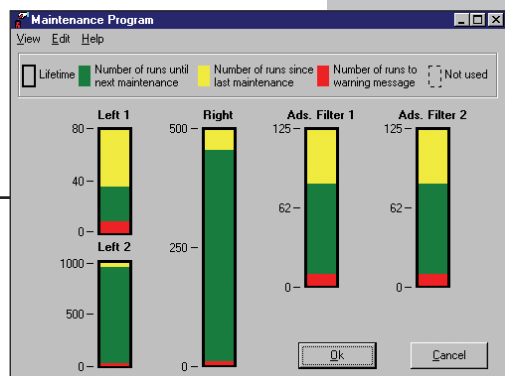 Maintenance Program
View Edit Help
Lifetime
Number of runs until
next maintenance
Number of runs since
last maintenance
Number of runs to
warning message
Not used
Left 1
80
40
0
Left 2
1000
500
0
Right
500
250
0
Ads. Filter 1
125
62
0
Ads. Filter 2
125
62
0
Ok
Cancel